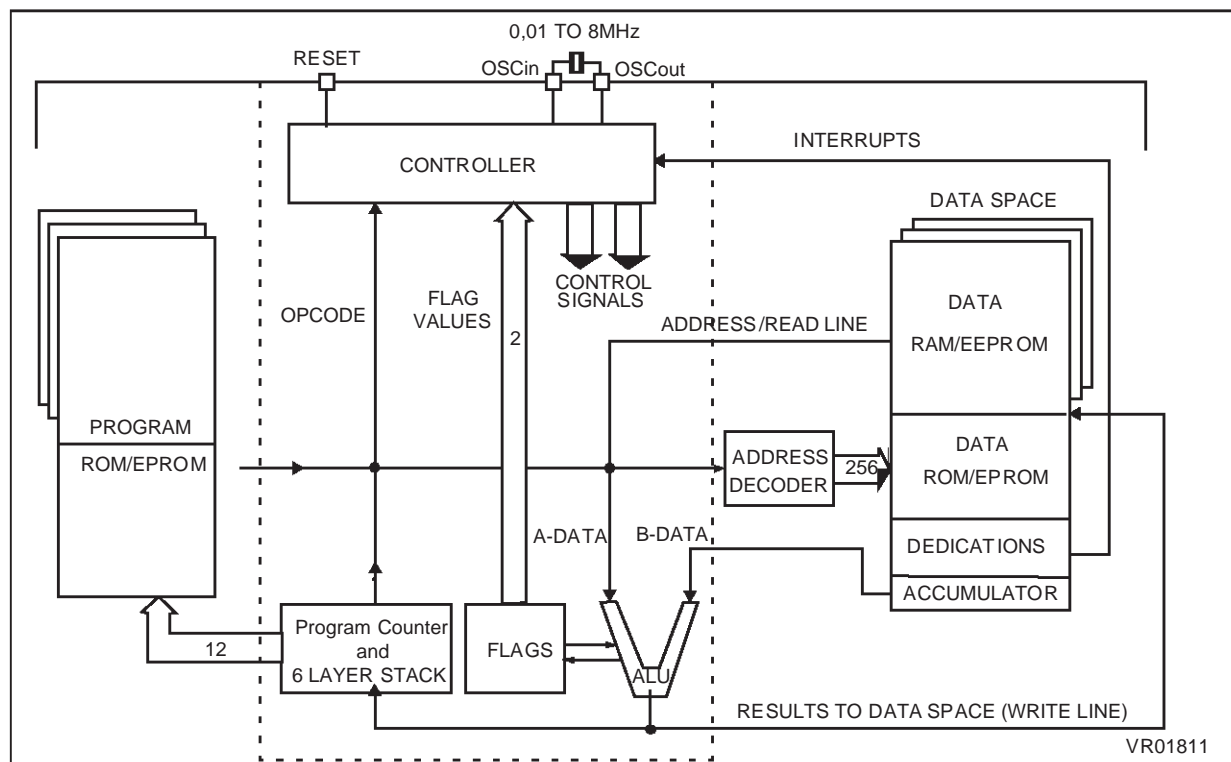 0,01 TO 8MHz
RESET
OSCin
OSCout
INTERRUPTS
CONTROLLER
DATA SPACE
CONTROL
SIGNALS
OPCODE
FLAG
VALUES
2
ADDRESS/READ LINE
DATA
RAM/EEPROM
PROGRAM
ROM/EPROM
ADDRESS
DECODER
256
DATA
ROM/EPROM
A-DATA
B-DATA
DEDICATIONS
ACCUMULATOR
12
Program Counter
and
6 LAYER STACK
FLAGS
ALU
RESULTS TO DATA SPACE (WRITE LINE)
VR01811